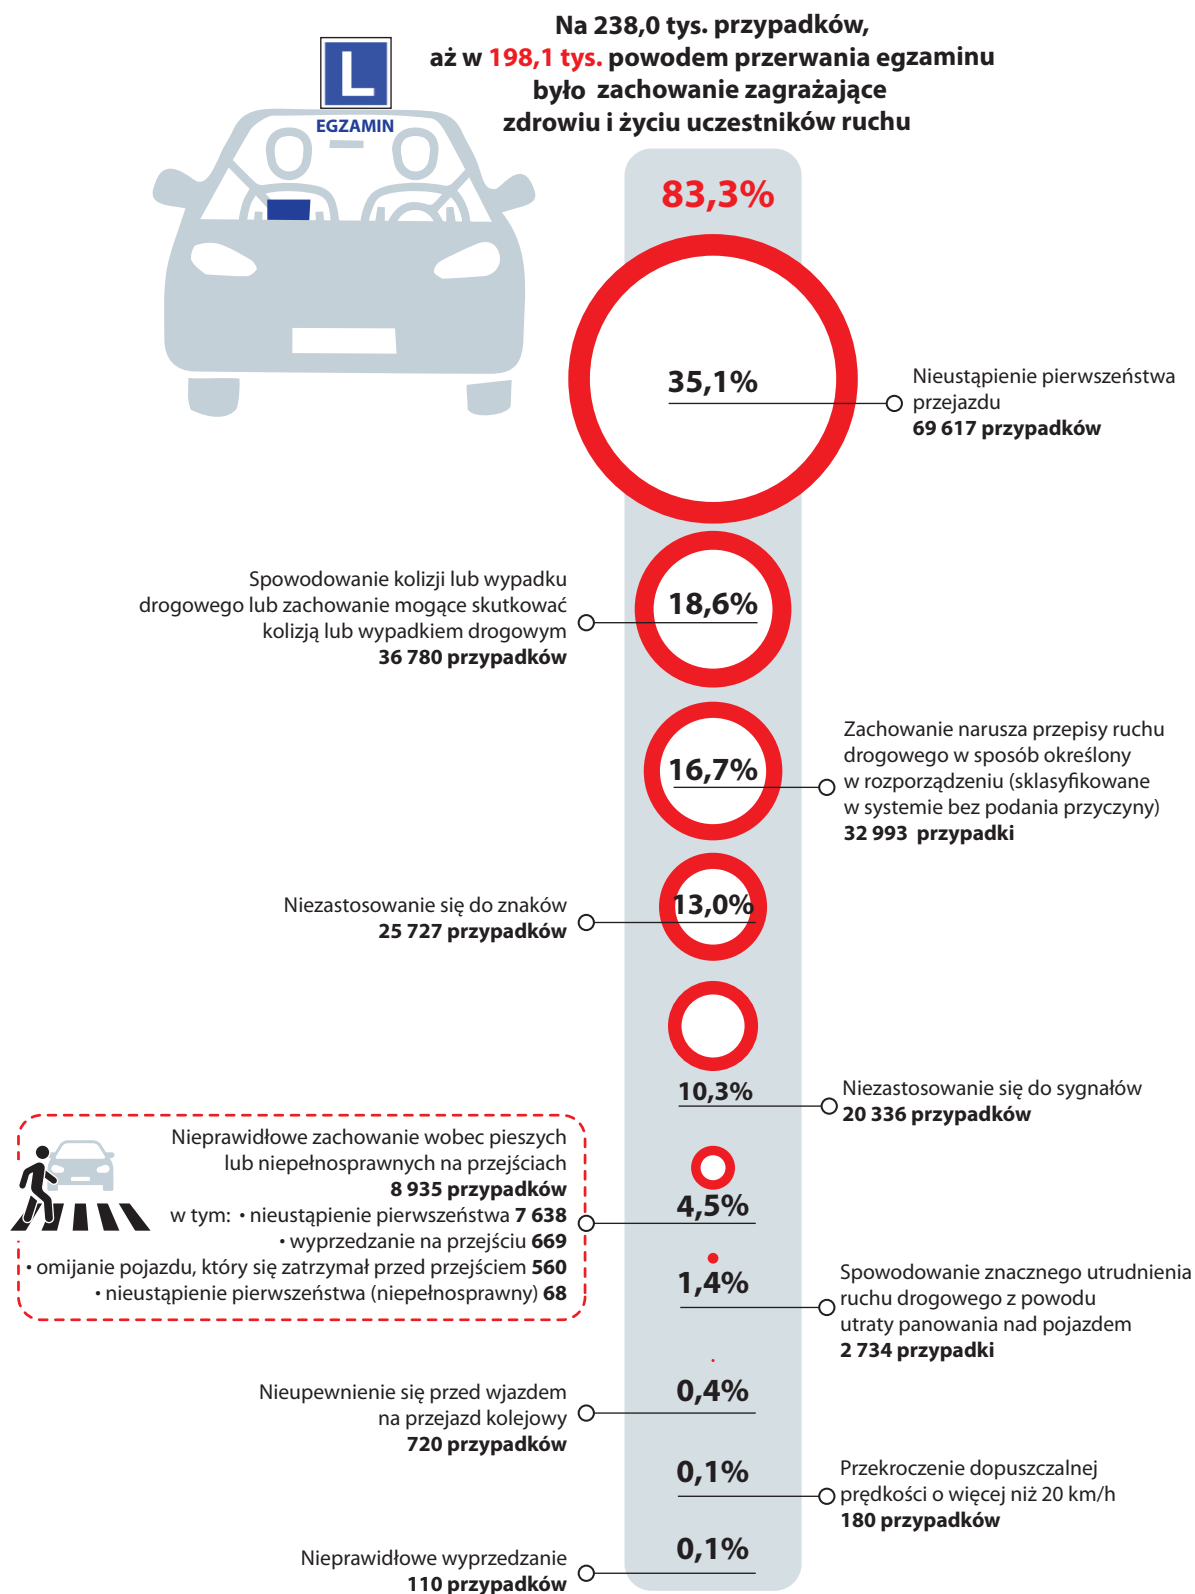 Na 238,0 tys. przypadków,
aż w 198,1 tys. powodem przerwania egzaminu
było zachowanie zagrażające
zdrowiu i życiu uczestników ruchu
L
EGZAMIN
83,3%
35,1%
Nieustąpienie pierwszeństwa
przejazdu
69 617 przypadków
Spowodowanie kolizji lub wypadku
drogowego lub zachowanie mogące skutkować
kolizją lub wypadkiem drogowym
36 780 przypadków
18,6%
16,7%
Zachowanie narusza przepisy ruchu
drogowego w sposób określony
w rozporządzeniu (sklasyfikowane
w systemie bez podania przyczyny)
32 993 przypadki
Niezastosowanie się do znaków
25 727 przypadków
13,0%
10,3%
Niezastosowanie się do sygnałów
20 336 przypadków
Nieprawidłowe zachowanie wobec pieszych
lub niepełnosprawnych na przejściach
8 935 przypadków
w tym: • nieustąpienie pierwszeństwa 7 638
• wyprzedzanie na przejściu 669
• omijanie pojazdu, który się zatrzymał przed przejściem 560
• nieustąpienie pierwszeństwa (niepełnosprawny) 68
4,5%
1,4%
Spowodowanie znacznego utrudnienia
ruchu drogowego z powodu
utraty panowania nad pojazdem
2 734 przypadki
Nieupewnienie się przed wjazdem
na przejazd kolejowy
720 przypadków
0,4%
0,1%
Przekroczenie dopuszczalnej
prędkości o więcej niż 20 km/h
180 przypadków
Nieprawidłowe wyprzedzanie
110 przypadków
0,1%